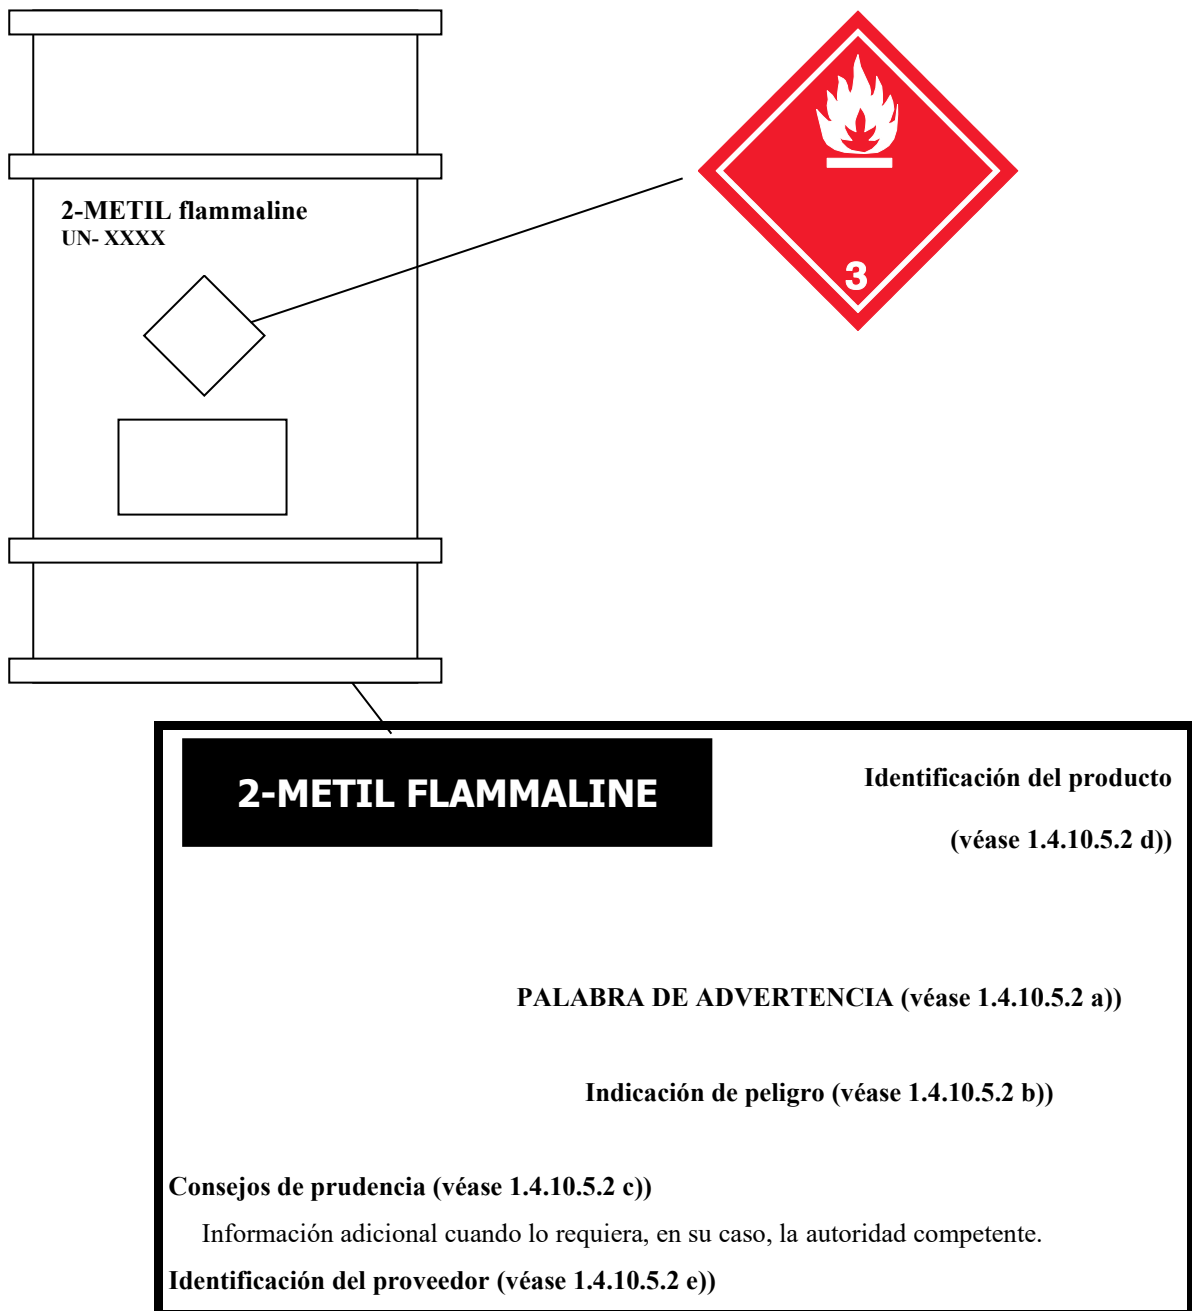 2-METIL flammaline
UN- XXXX
3
2-METIL FLAMMALINE
Identificación del producto
(véase 1.4.10.5.2 d))
PALABRA DE ADVERTENCIA (véase 1.4.10.5.2 a))
Indicación de peligro (véase 1.4.10.5.2 b))
Consejos de prudencia (véase 1.4.10.5.2 c))
Información adicional cuando lo requiera, en su caso, la autoridad competente.
Identificación del proveedor (véase 1.4.10.5.2 e))